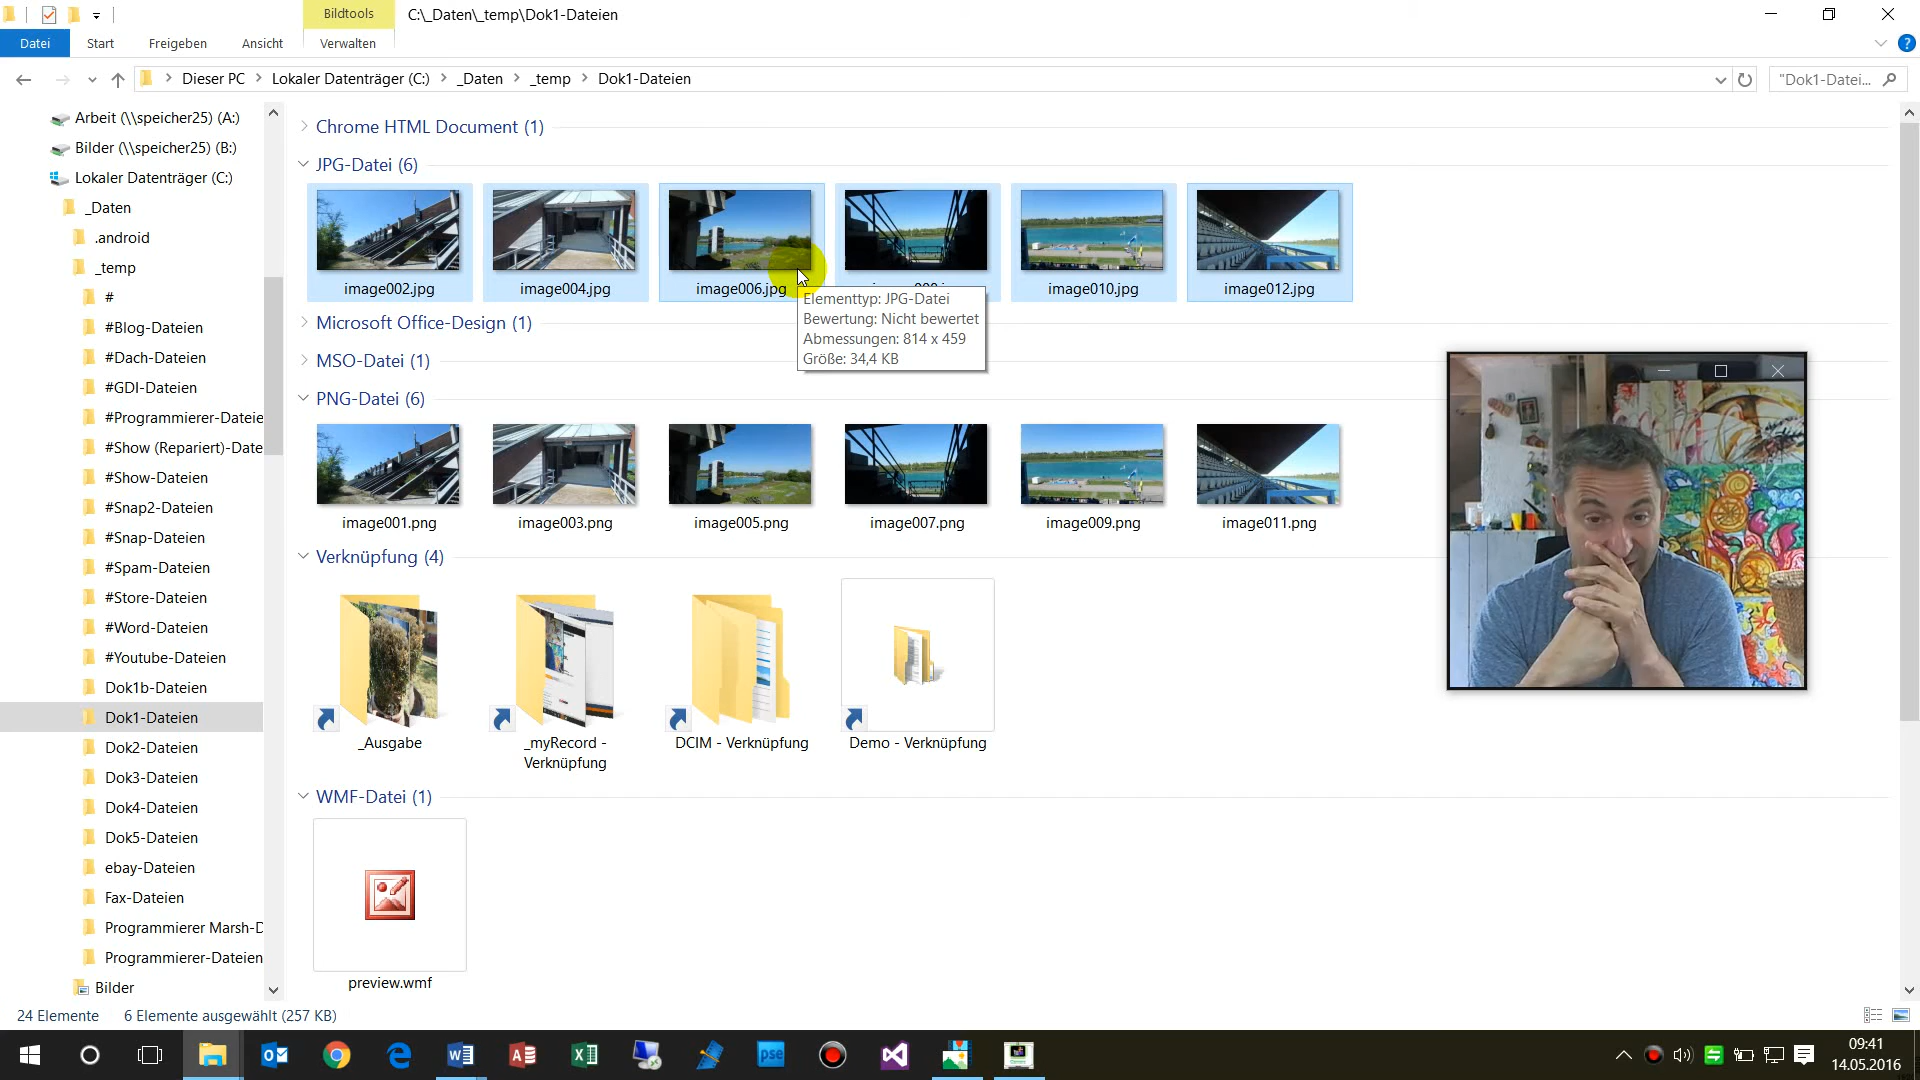 Bildtools
C:\_Daten\_temp\Dok1-Dateien
Datei
Start
Freigeben
Ansicht
Verwalten
Dieser PC
Lokaler Datenträger (C:)
_Daten
_temp
Dok1-Dateien
"Dok1-Datei...
Arbeit (\\speicher25) (A:)
Bilder (\\speicher25) (B:)
Lokaler Datenträger (C:)
_Daten
.android
_temp
#
#Blog-Dateien
#Dach-Dateien
#GDI-Dateien
#Programmierer-Dateie
#Show (Repariert)-Date
#Show-Dateien
#Snap2-Dateien
#Snap-Dateien
#Spam-Dateien
#Store-Dateien
#Word-Dateien
#Youtube-Dateien
Dok1b-Dateien
Dok1-Dateien
Dok2-Dateien
Dok3-Dateien
Dok4-Dateien
Dok5-Dateien
ebay-Dateien
Fax-Dateien
Programmierer Marsh-D
Programmierer-Dateien
Bilder
Chrome HTML Document (1)
JPG-Datei (6)
image002.jpg
image004.jpg
image006.jpg
image010.jpg
image012.jpg
Elementtyp: JPG-Datei
Bewertung: Nicht bewertet
Abmessungen: 814 x 459
Größe: 34,4 KB
Microsoft Office-Design (1)
MSO-Datei (1)
PNG-Datei (6)
image001.png
image003.png
image005.png
image007.png
image009.png
image011.png
Verknüpfung (4)
_Ausgabe
_myRecord -
Verknüpfung
DCIM - Verknüpfung
Demo - Verknüpfung
WMF-Datei (1)
preview.wmf
24 Elemente
6 Elemente ausgewählt (257 KB)
pse
09:41
14.05.2016